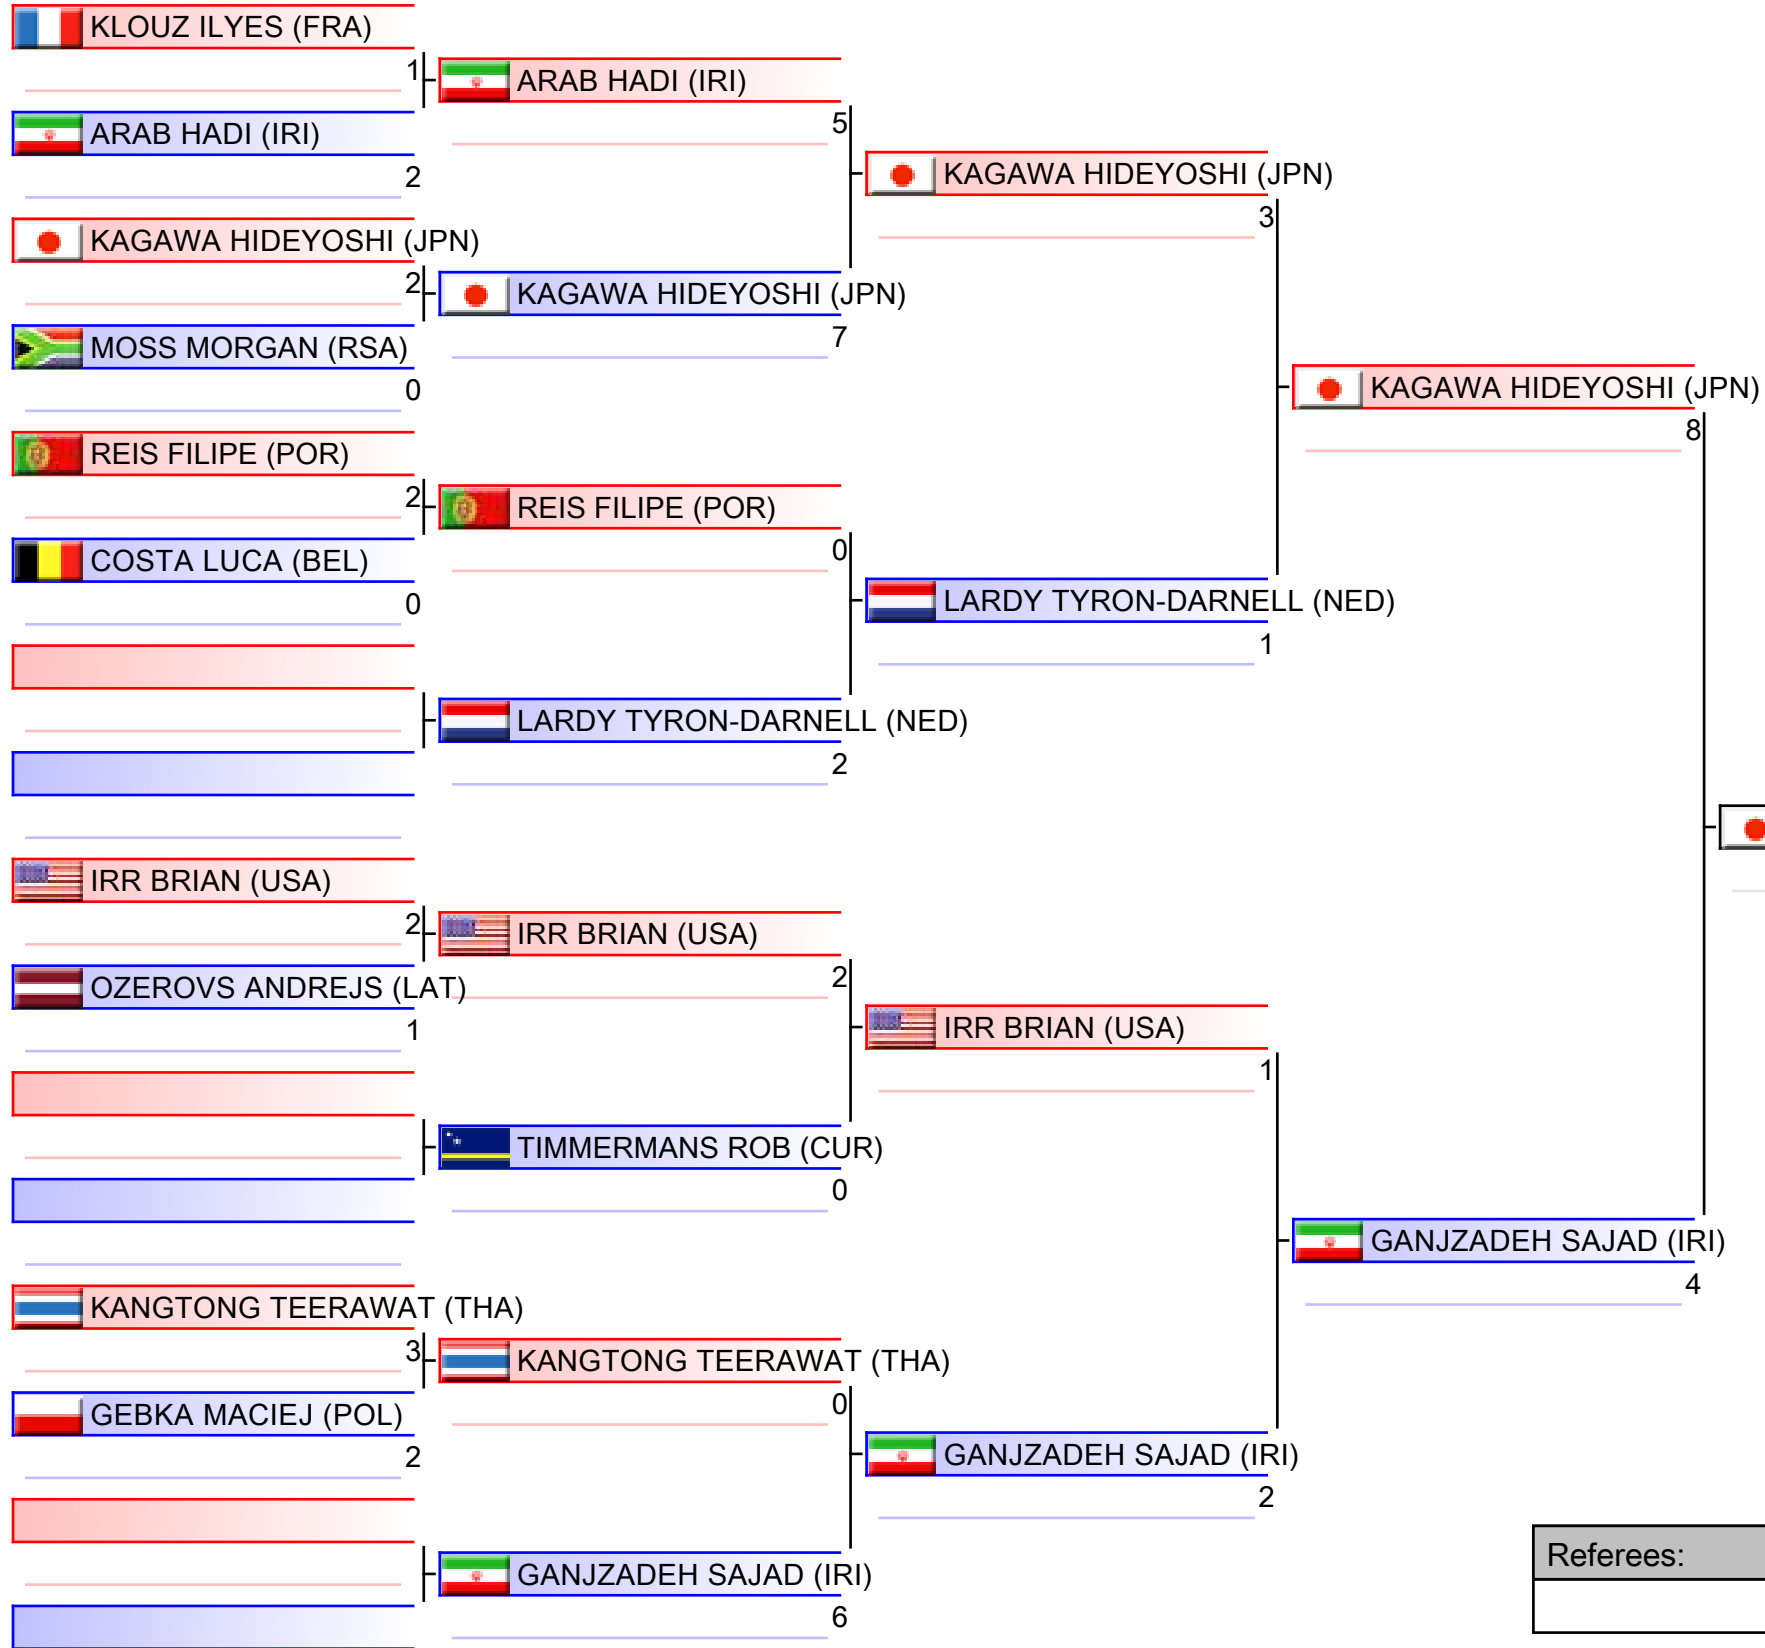 KLOUZ ILYES (FRA)
1
ARAB HADI (IRI)
ARAB HADI (IRI)
5
2
KAGAWA HIDEYOSHI (JPN)
3
KAGAWA HIDEYOSHI (JPN)
2
KAGAWA HIDEYOSHI (JPN)
7
MOSS MORGAN (RSA)
0
KAGAWA HIDEYOSHI (JPN)
8
REIS FILIPE (POR)
2
REIS FILIPE (POR)
0
COSTA LUCA (BEL)
0
LARDY TYRON-DARNELL (NED)
1
LARDY TYRON-DARNELL (NED)
2
IRR BRIAN (USA)
2
IRR BRIAN (USA)
2
OZEROVS ANDREJS (LAT)
1
IRR BRIAN (USA)
1
TIMMERMANS ROB (CUR)
0
GANJZADEH SAJAD (IRI)
4
KANGTONG TEERAWAT (THA)
3
KANGTONG TEERAWAT (THA)
0
GEBKA MACIEJ (POL)
2
GANJZADEH SAJAD (IRI)
2
GANJZADEH SAJAD (IRI)
6
Referees: